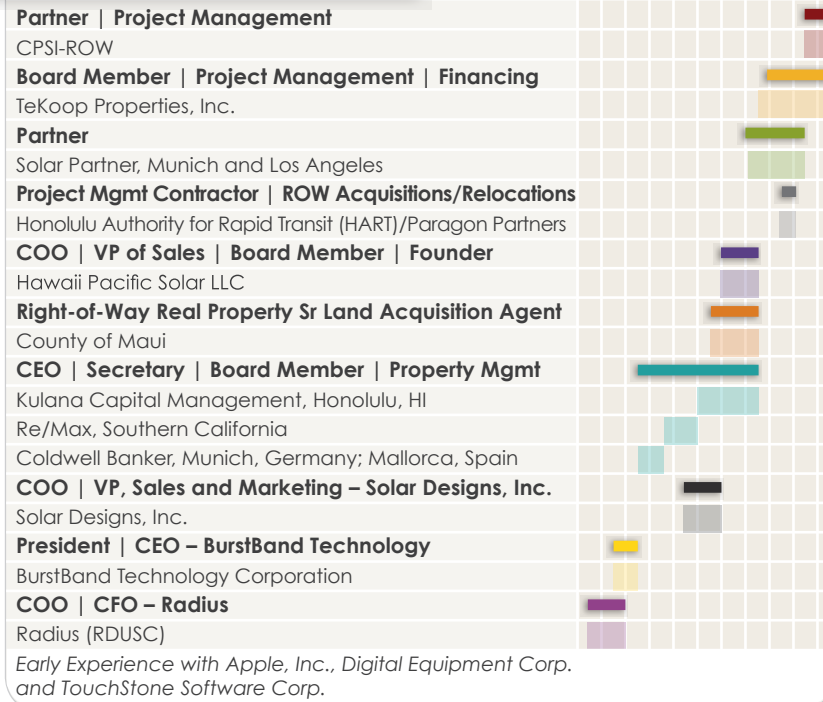 Partner | Project Management
CPSI-ROW
Board Member | Project Management | Financing
TeKoop Properties, Inc.
Partner
Solar Partner, Munich and Los Angeles
Project Mgmt Contractor | ROW Acquisitions/Relocations
Honolulu Authority for Rapid Transit (HART)/Paragon Partners
COO | VP of Sales | Board Member | Founder
Hawaii Pacific Solar LLC
Right-of-Way Real Property Sr Land Acquisition Agent
County of Maui
CEO | Secretary | Board Member | Property Mgmt
Kulana Capital Management, Honolulu, HI
Re/Max, Southern California
Coldwell Banker, Munich, Germany; Mallorca, Spain
COO | VP, Sales and Marketing – Solar Designs, Inc.
Solar Designs, Inc.
President | CEO – BurstBand Technology
BurstBand Technology Corporation
COO | CFO – Radius
Radius (RDUSC)
Early Experience with Apple, Inc., Digital Equipment Corp.
and TouchStone Software Corp.